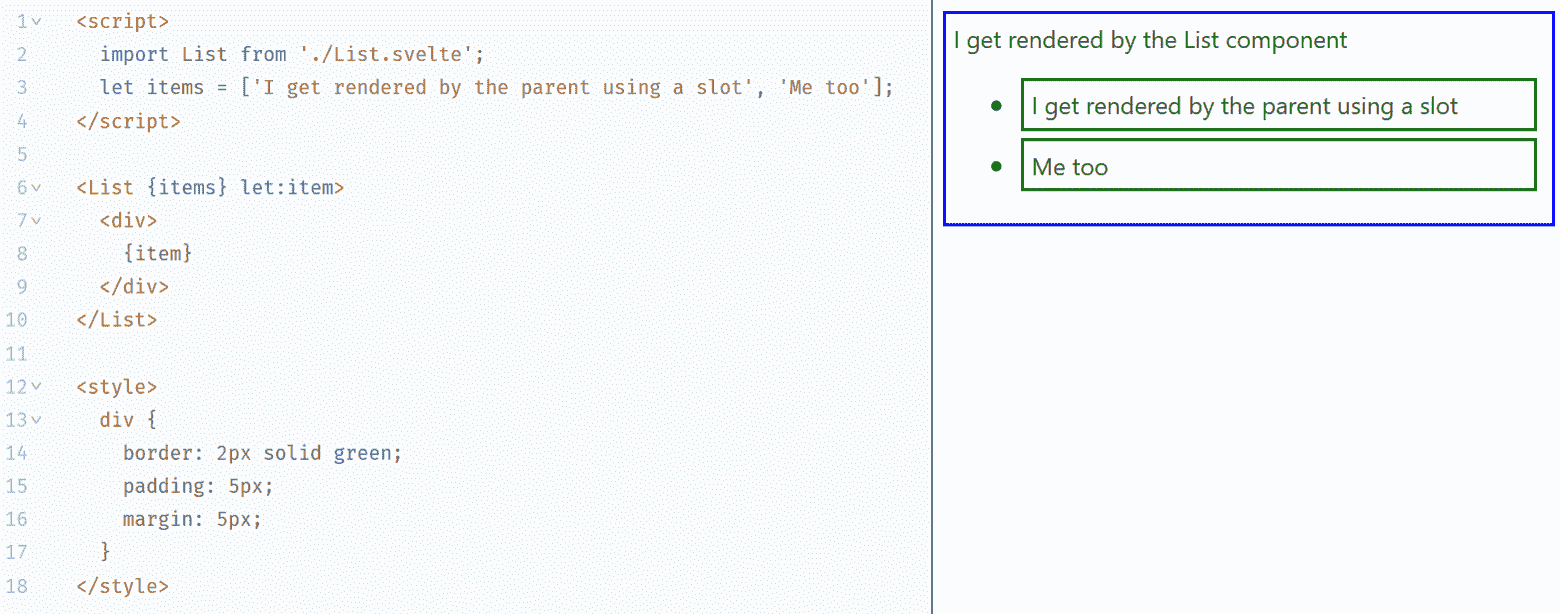 1 <script>
2 import List from './List.svelte';
3 let items = ['I get rendered by the parent using a slot', 'Me too'];
4 </script>
5
6 <List {items} let:item>
7 <div>
8 {item}
9 </div>
10 </List>
11
12 <style>
13 div {
14 border: 2px solid green;
15 padding: 5px;
16 margin: 5px;
17 }
18 </style>
I get rendered by the List component
I get rendered by the parent using a slot
Me too